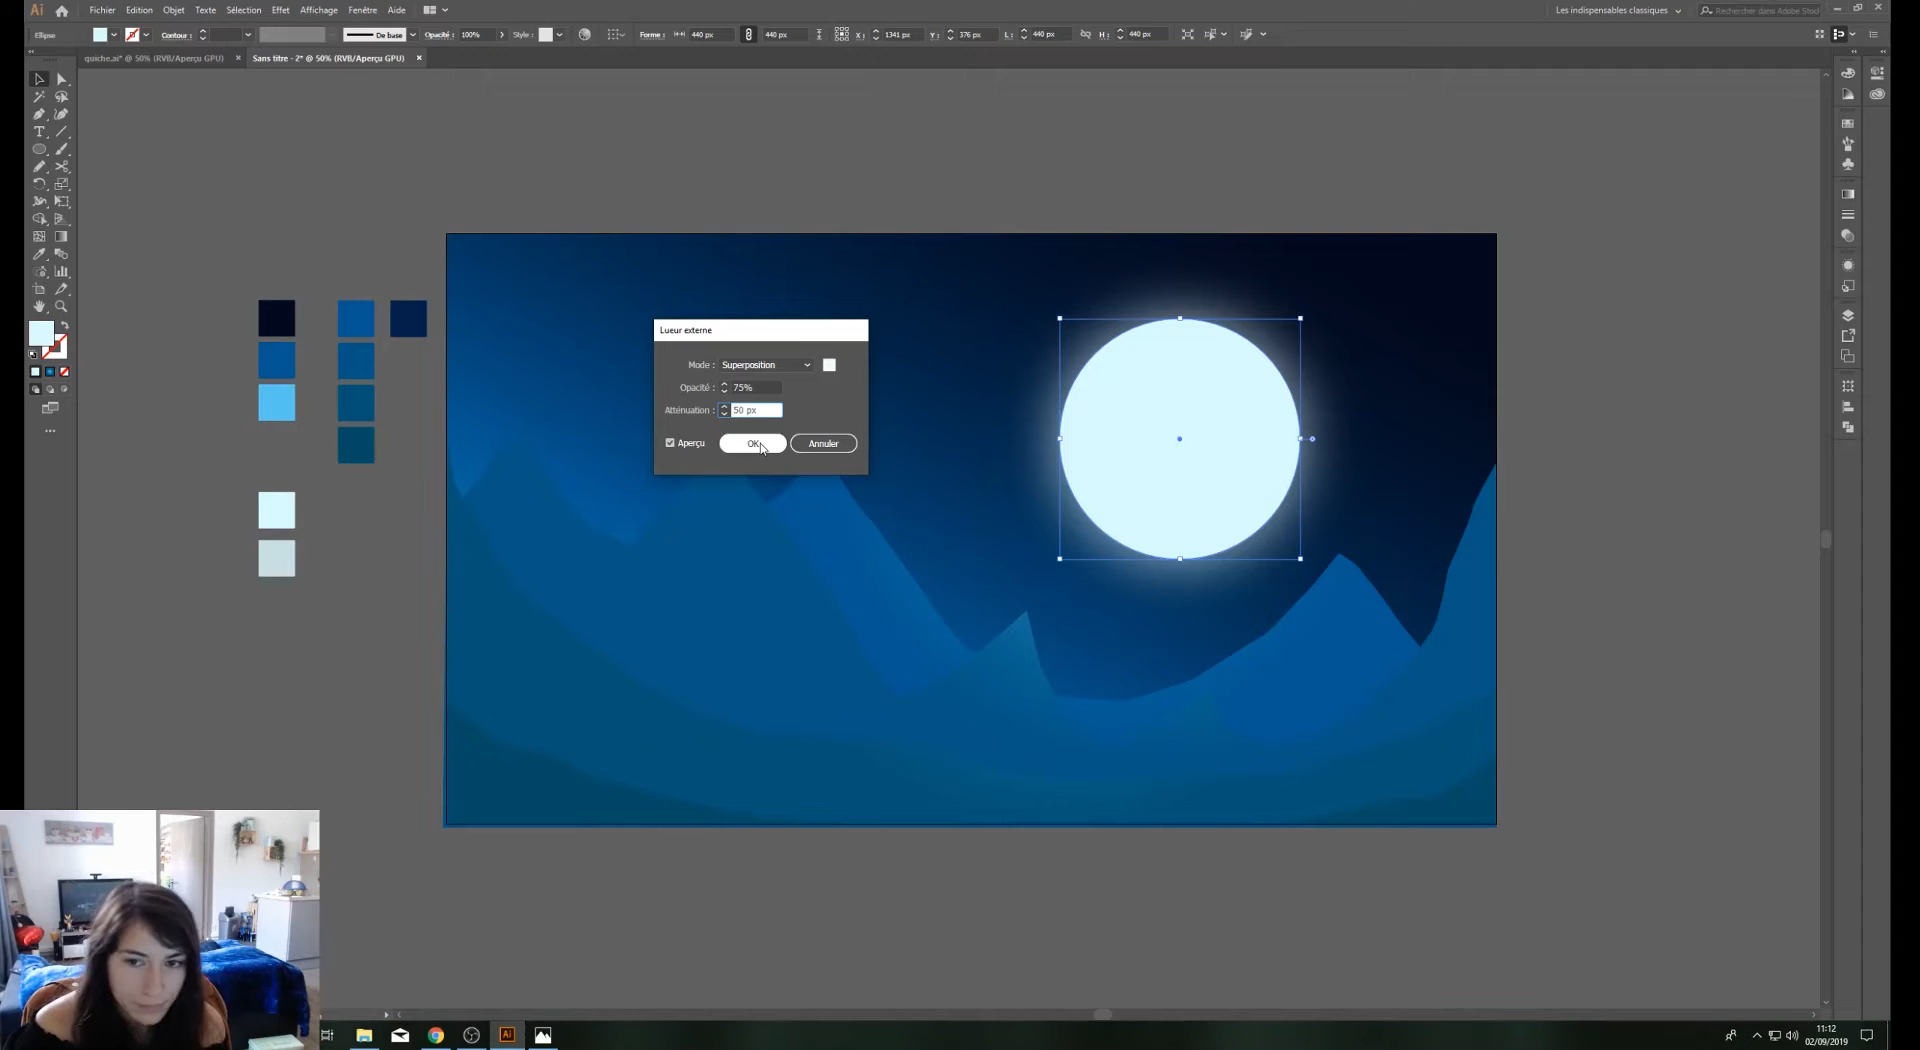 Ai Fichier Edition Objet Texte Sélection Effet Affichage Fenêtre Aide Les indispensables classiques Rechercher dans Adobe Stock
Ellipse Contour : De base Opacité : 100% Style : Forme : 440 px 440 px X : 1341 px Y : 376 px L : 440 px H : 440 px
quiche.ai* @ 50% (RVB/Aperçu GPU) × Sans titre - 2* @ 50% (RVB/Aperçu GPU) ×
Lueur externe
Mode : Superposition
Opacité : 75%
Atténuation : 50 px
Aperçu OK Annuler
Ai
11:12
02/09/2019